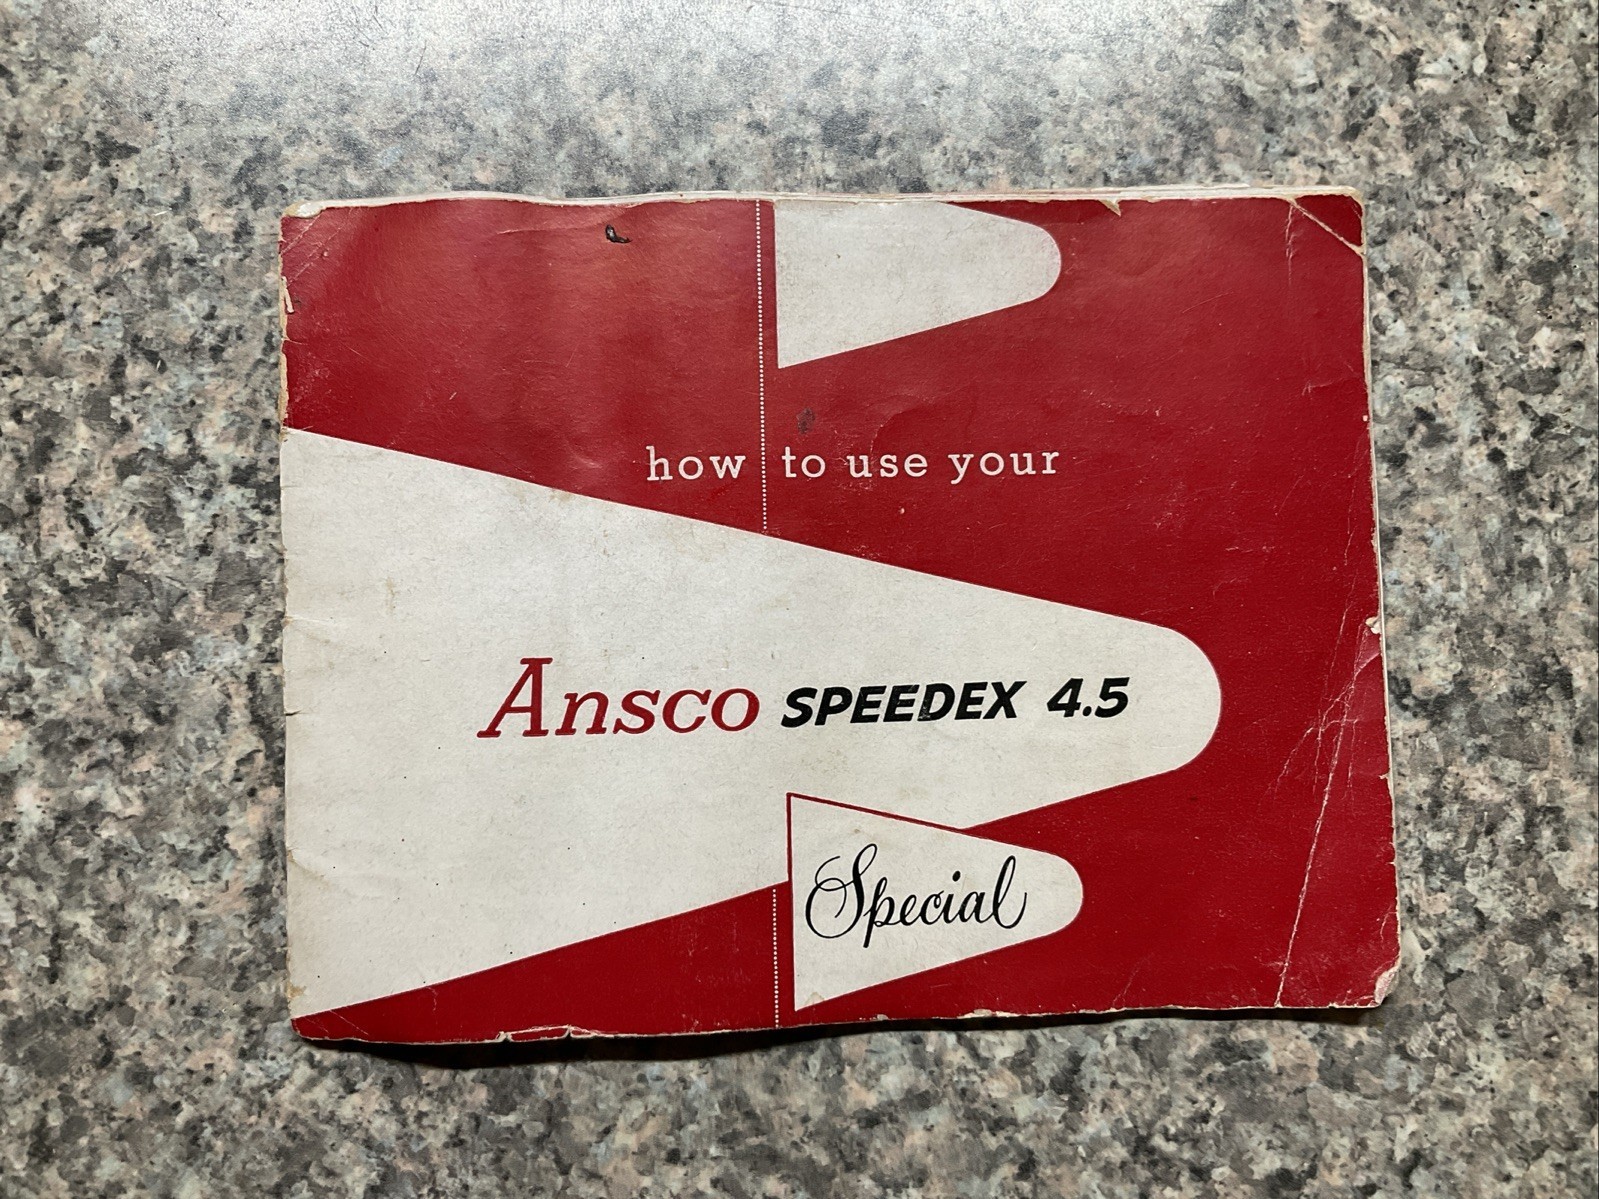 how to use your
Ansco SPEEDEX 4.5
Special